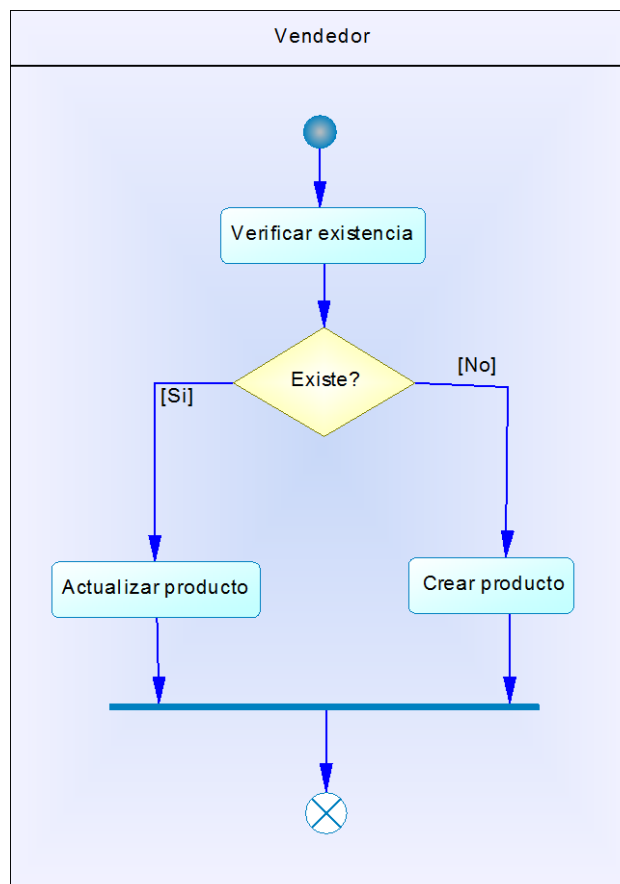 Vendedor
Verificar existencia
Existe?
[Si]
[No]
Actualizar producto
Crear producto